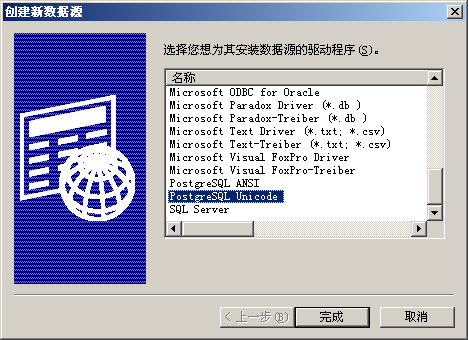 创建新数据源
选择您想为其安装数据源的驱动程序(S)。
名称
Microsoft ODBC for Oracle
Microsoft Paradox Driver (*.db )
Microsoft Paradox-Treiber (*.db )
Microsoft Text Driver (*.txt; *.csv)
Microsoft Text-Treiber (*.txt; *.csv)
Microsoft Visual FoxPro Driver
Microsoft Visual FoxPro-Treiber
PostgreSQL ANSI
PostgreSQL Unicode
SQL Server
< 上一步(B) 完成 取消